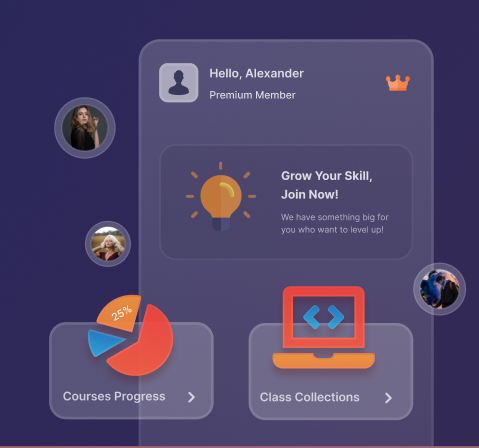 Hello, Alexander
Premium Member
Grow Your Skill,
Join Now!
We have something big for
you who want to level up!
25%
Courses Progress
Class Collections